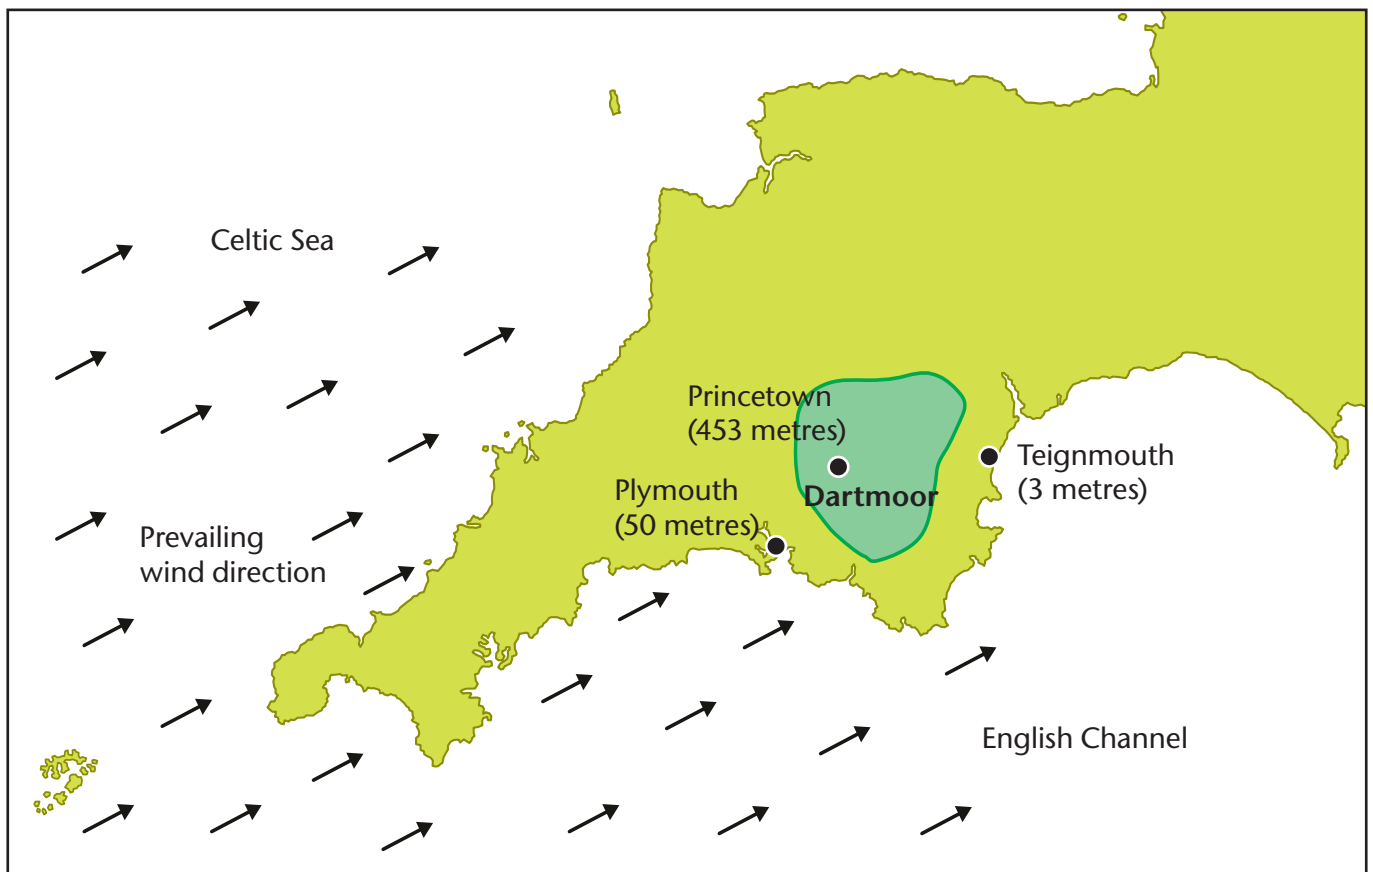 Celtic Sea
Princetown
(453 metres)
Teignmouth
(3 metres)
Plymouth
(50 metres)
Dartmoor
Prevailing
wind direction
English Channel